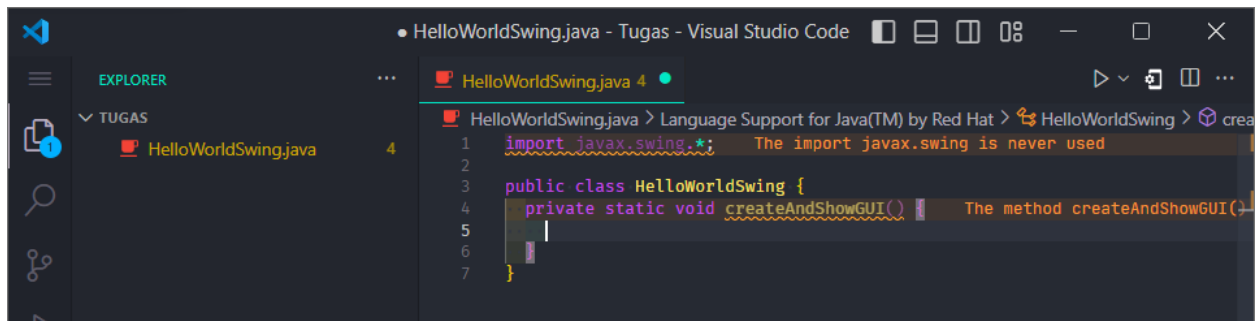 ● HelloWorldSwing.java - Tugas - Visual Studio Code
EXPLORER ···
HelloWorldSwing.java 4 ●
TUGAS
HelloWorldSwing.java 4
1
HelloWorldSwing.java > Language Support for Java(TM) by Red Hat > HelloWorldSwing > crea
1 import javax.swing.*; The import javax.swing is never used
2
3 public class HelloWorldSwing {
4 private static void createAndShowGUI() { The method createAndShowGUI()
5
6 }
7 }